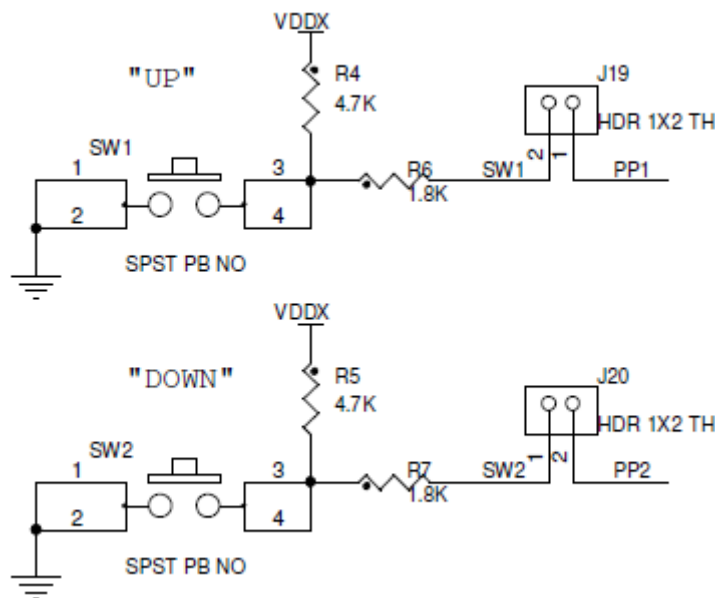 VDDX
"UP"
R4
4.7K
J19
HDR 1X2 TH
SW1
1
2
3
4
R6
1.8K
SW1
2
1
PP1
SPST PB NO
VDDX
"DOWN"
R5
4.7K
J20
HDR 1X2 TH
SW2
1
2
3
4
R7
1.8K
SW2
1
2
PP2
SPST PB NO